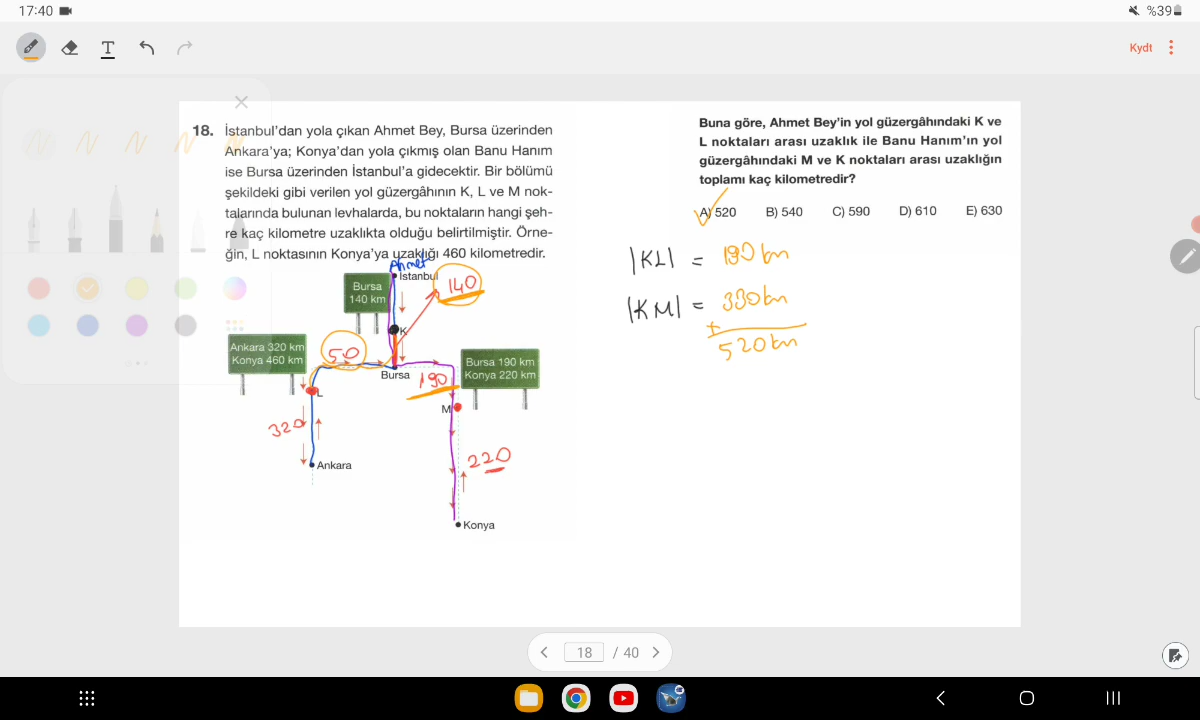 17:40
%39
Kydt
18. İstanbul'dan yola çıkan Ahmet Bey, Bursa üzerinden
Ankara'ya; Konya'dan yola çıkmış olan Banu Hanım
ise Bursa üzerinden İstanbul'a gidecektir. Bir bölümü
şekildeki gibi verilen yol güzergâhının K, L ve M nok-
talarında bulunan levhalarda, bu noktaların hangi şeh-
re kaç kilometre uzaklıkta olduğu belirtilmiştir. Örne-
ğin, L noktasının Konya'ya uzaklığı 460 kilometredir.
Ahmet
İstanbul
Bursa
140 km
140
K
Ankara 320 km
Konya 460 km
50
Bursa
190
Bursa 190 km
Konya 220 km
L
M
320
220
Ankara
Konya
Buna göre, Ahmet Bey'in yol güzergâhındaki K ve
L noktaları arası uzaklık ile Banu Hanım'ın yol
güzergâhındaki M ve K noktaları arası uzaklığın
toplamı kaç kilometredir?
A) 520 B) 540 C) 590 D) 610 E) 630
|KL| = 190 km
|KM| = 330 km
+
520 km
18 / 40